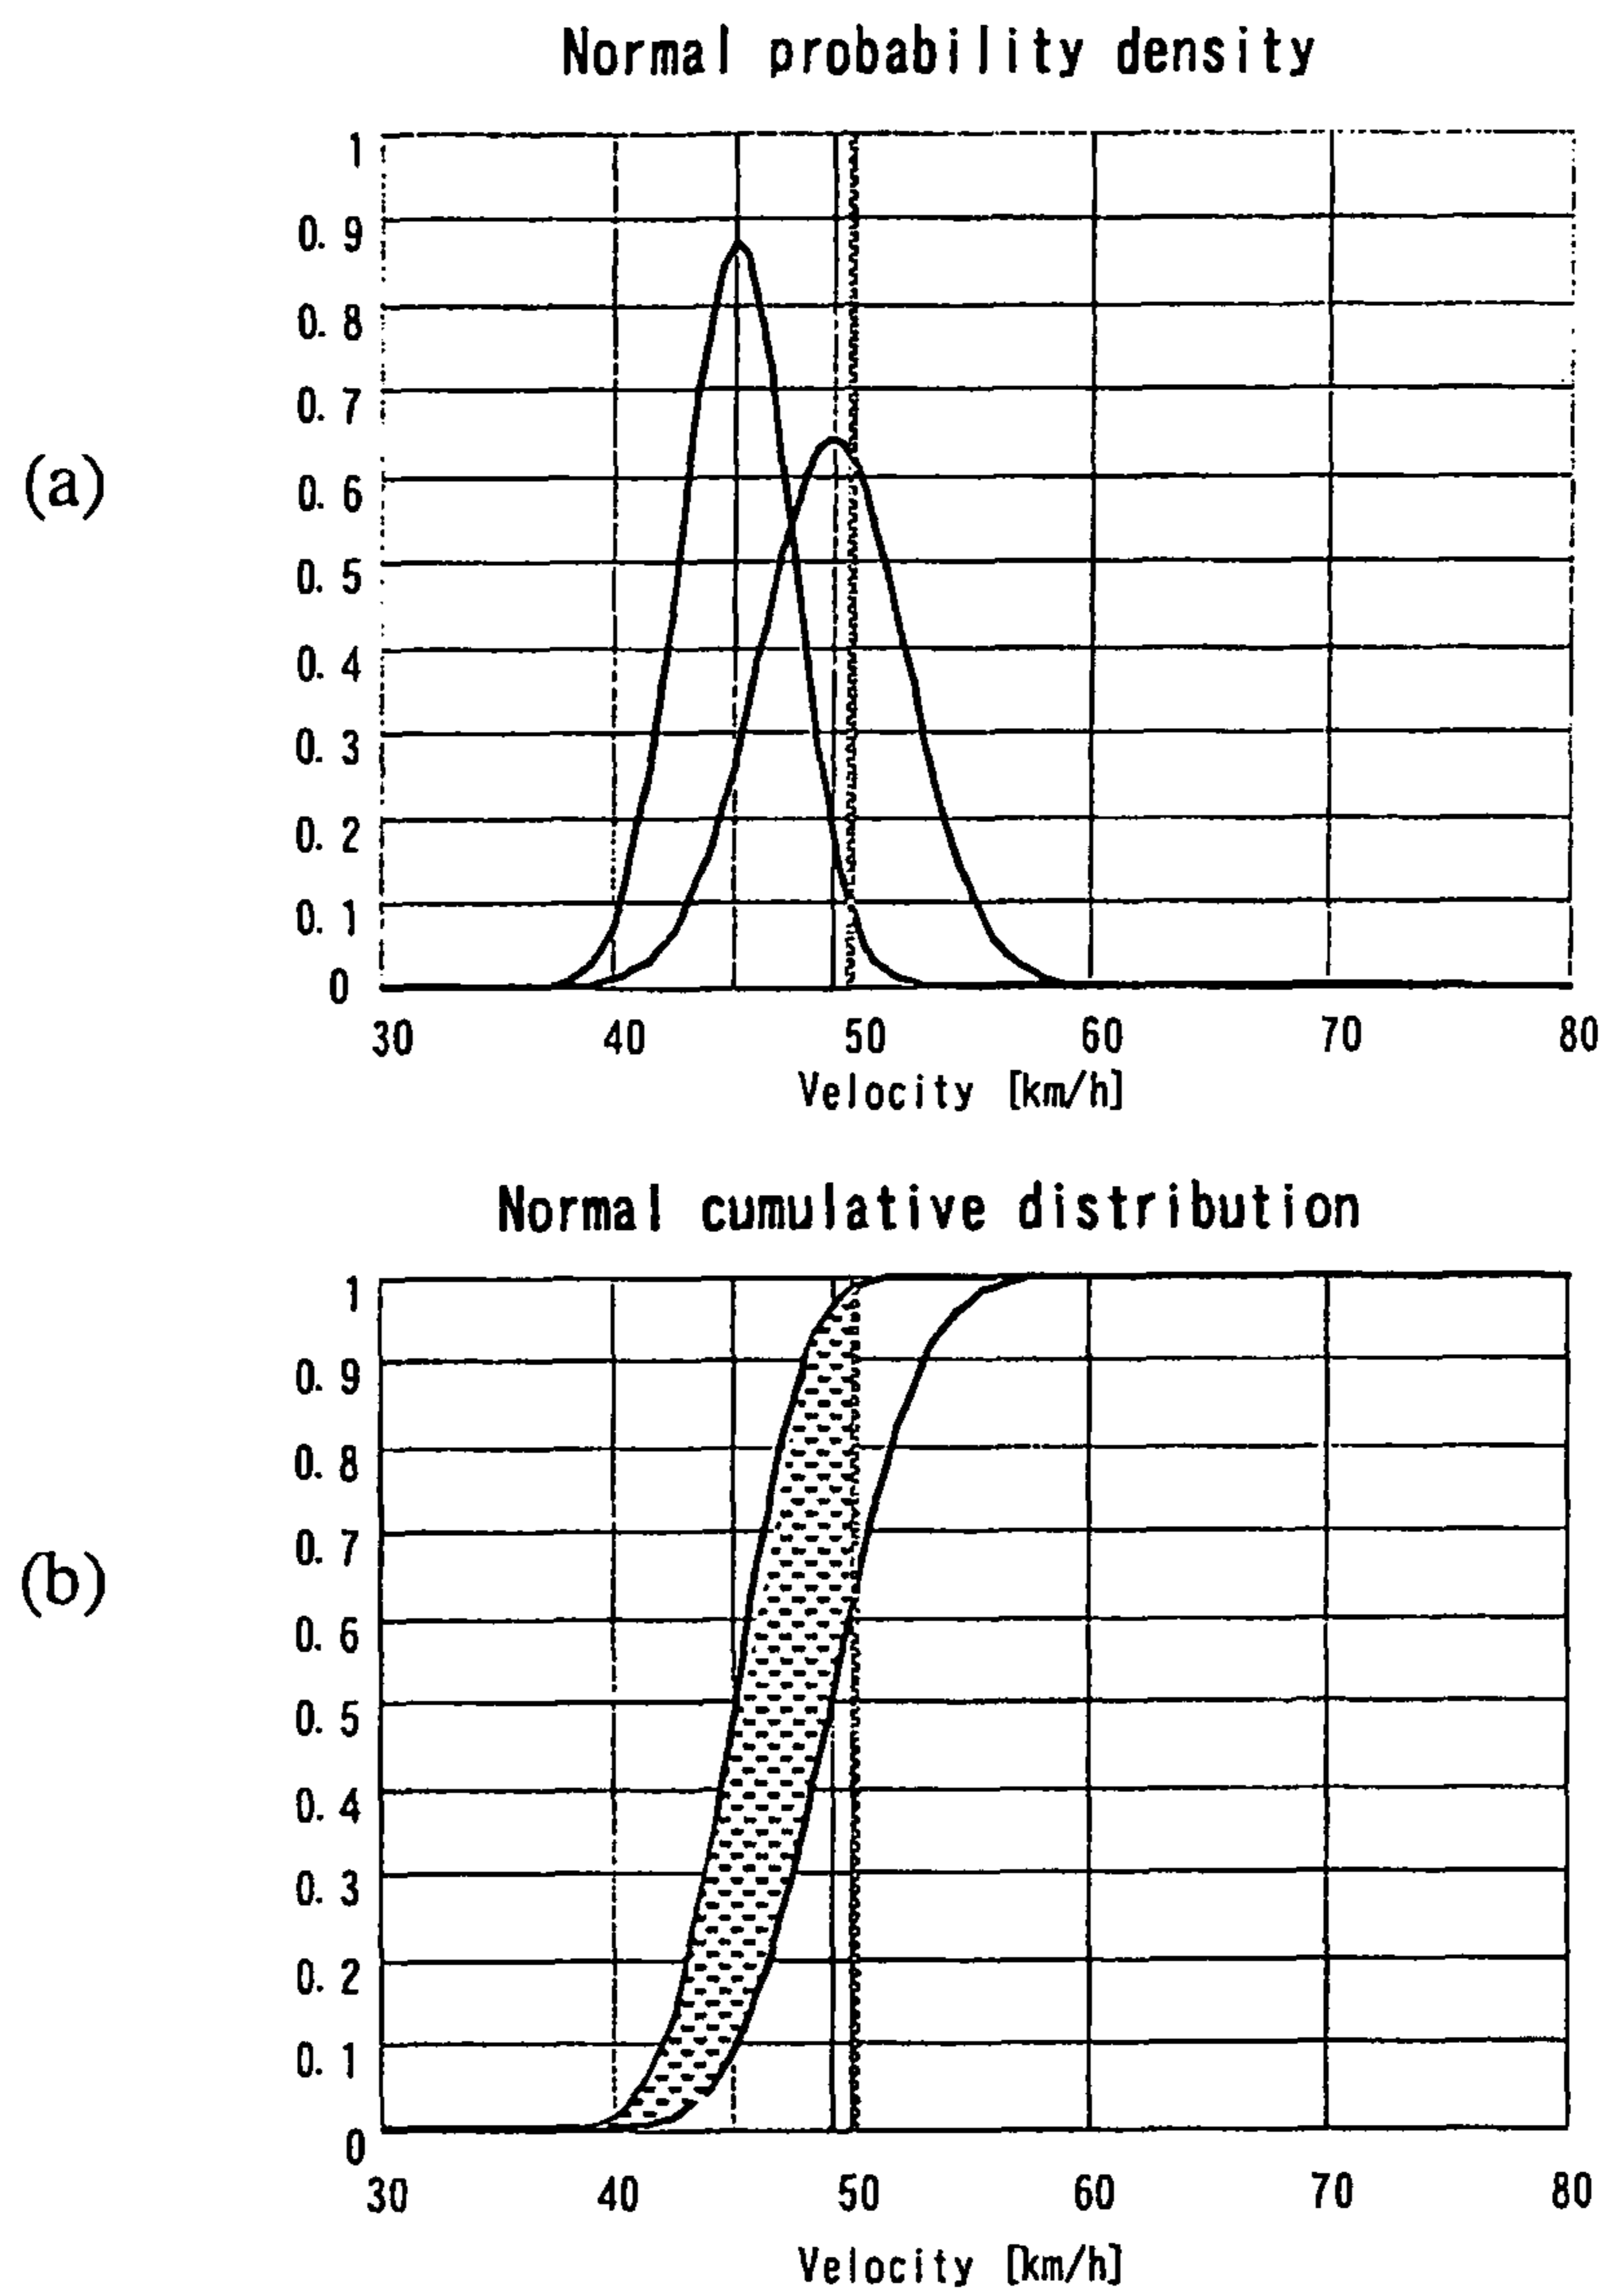 Normal probability density
(a)
1
0.9
0.8
0.7
0.6
0.5
0.4
0.3
0.2
0.1
0
30 40 50 60 70 80
Velocity [km/h]
Normal cumulative distribution
(b)
1
0.9
0.8
0.7
0.6
0.5
0.4
0.3
0.2
0.1
0
30 40 50 60 70 80
Velocity [km/h]